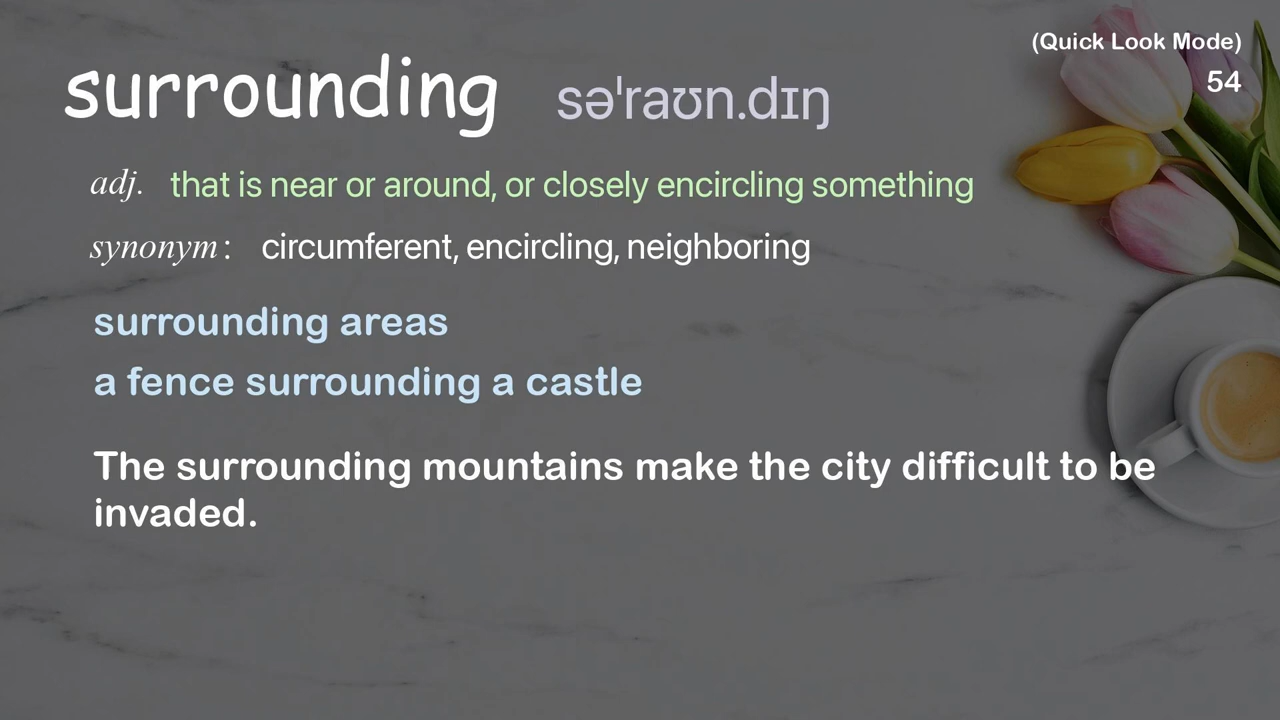 (Quick Look Mode)
54
surrounding səˈraʊn.dɪŋ
adj. that is near or around, or closely encircling something
synonym: circumferent, encircling, neighboring
surrounding areas
a fence surrounding a castle
The surrounding mountains make the city difficult to be
invaded.